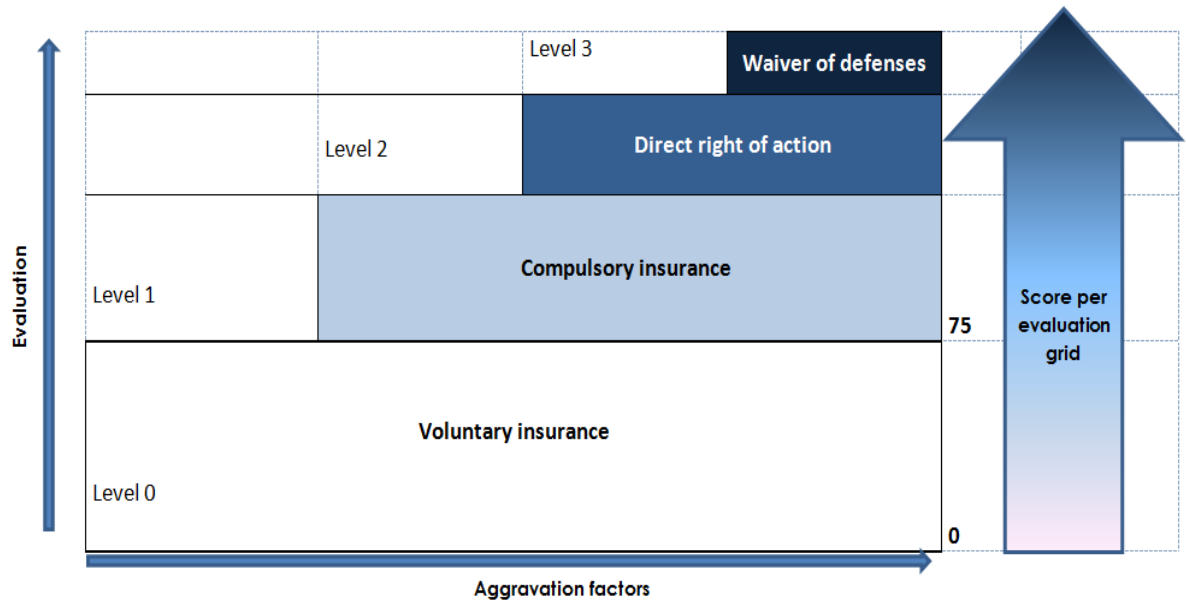 Level 3
Waiver of defenses
Level 2
Direct right of action
Compulsory insurance
Level 1
75
Voluntary insurance
Level 0
0
Evaluation
Aggravation factors
Score per
evaluation
grid